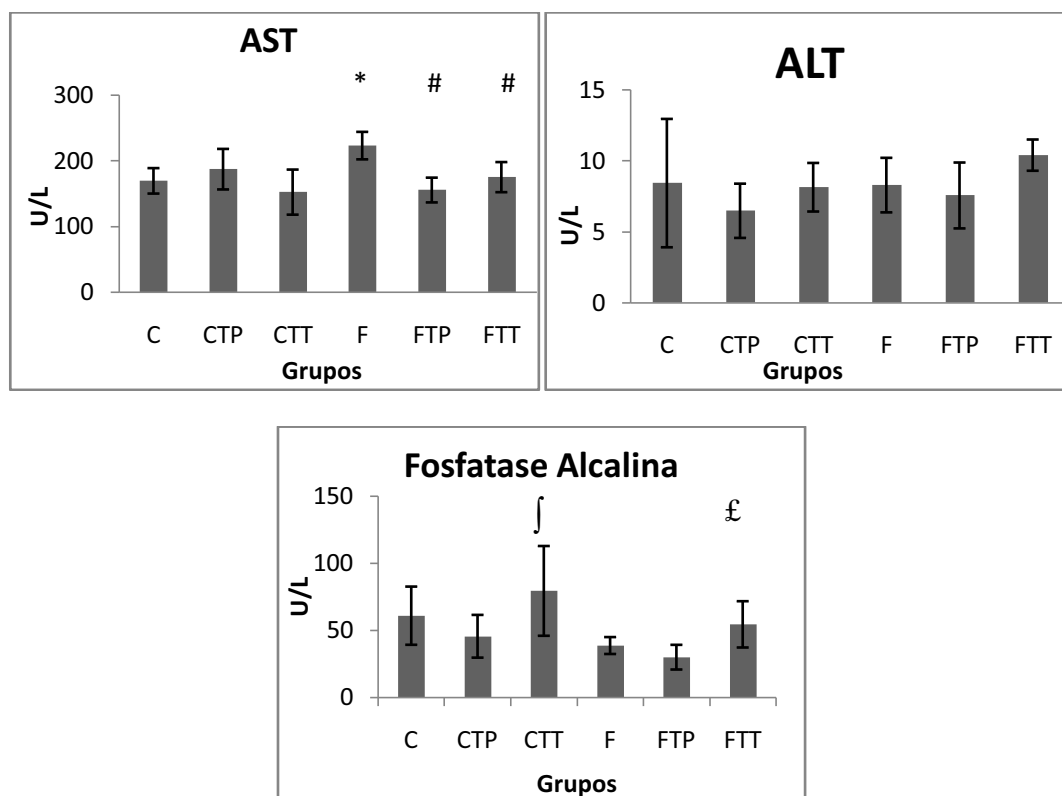 AST
* # #
300
200
100
0
U/L
C CTP CTT F FTP FTT
Grupos
ALT
15
10
5
0
U/L
C CTP CTT F FTP FTT
Grupos
Fosfatase Alcalina
∫ £
150
100
50
0
U/L
C CTP CTT F FTP FTT
Grupos